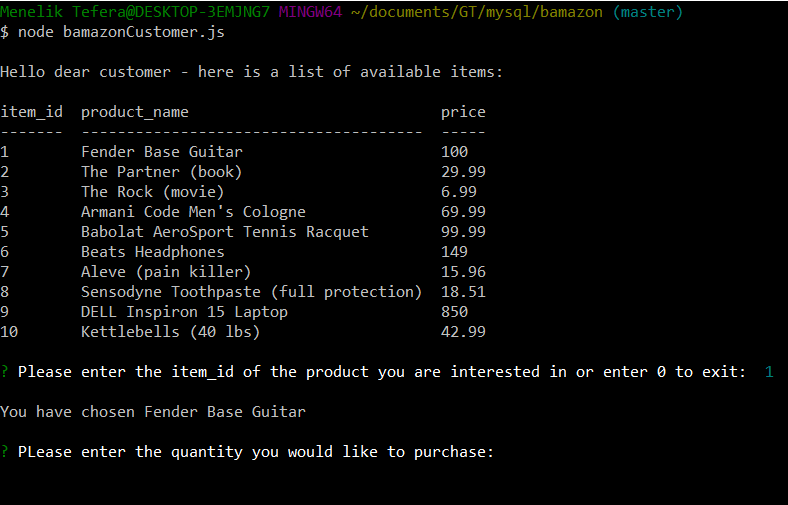 Menelik Tefera@DESKTOP-3EMJNG7 MINGW64 ~/documents/GT/mysql/bamazon (master)
$ node bamazonCustomer.js
Hello dear customer - here is a list of available items:
item_id  product_name                            price
-------  --------------------------------------  -----
1        Fender Base Guitar                      100
2        The Partner (book)                      29.99
3        The Rock (movie)                        6.99
4        Armani Code Men's Cologne               69.99
5        Babolat AeroSport Tennis Racquet        99.99
6        Beats Headphones                        149
7        Aleve (pain killer)                     15.96
8        Sensodyne Toothpaste (full protection)  18.51
9        DELL Inspiron 15 Laptop                 850
10       Kettlebells (40 lbs)                    42.99
? Please enter the item_id of the product you are interested in or enter 0 to exit:  1
You have chosen Fender Base Guitar
? PLease enter the quantity you would like to purchase: